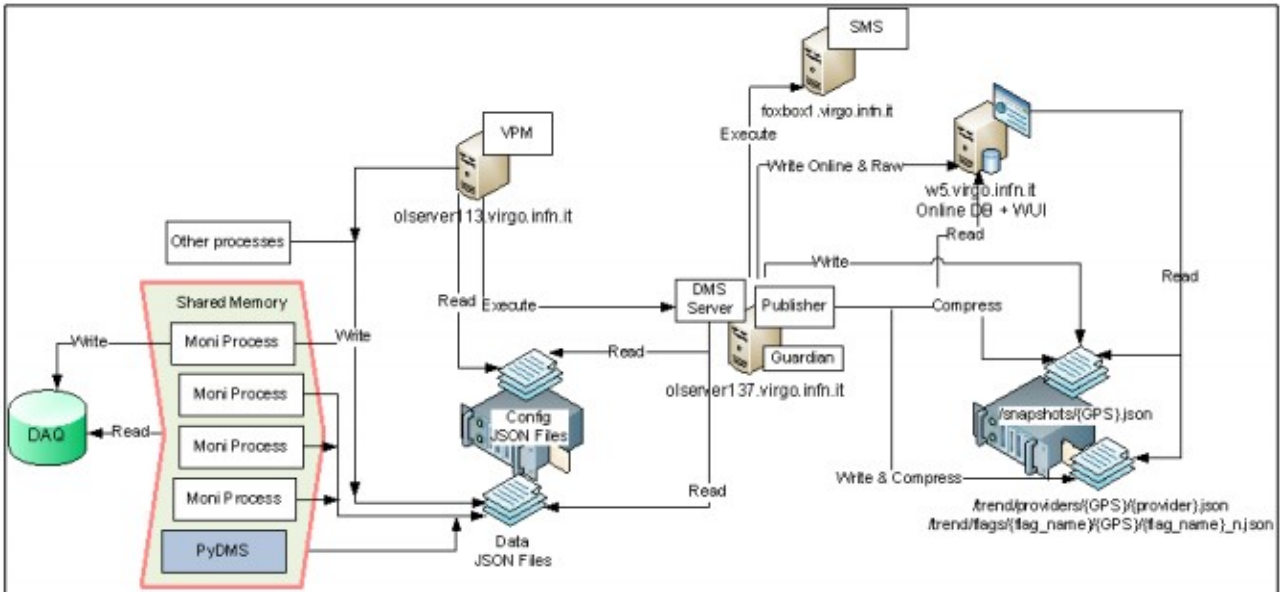 SMS
foxbox1.virgo.infn.it
Execute
VPM
olserver113.virgo.infn.it
Write Online & Raw
w5.virgo.infn.it
Online DB + WUI
Read
Other processes
Shared Memory
Moni Process
Moni Process
Moni Process
Moni Process
PyDMS
Write
Read
DAQ
Write
Read
Execute
DMS
Server
Publisher
Guardian
olserver137.virgo.infn.it
Write
Compress
Read
Read
Read
Config
JSON Files
Data
JSON Files
Write & Compress
/snapshots/{GPS}.json
/trend/providers/{GPS}/{provider}.json
/trend/flags/{flag_name}/{GPS}/{flag_name}_n.json